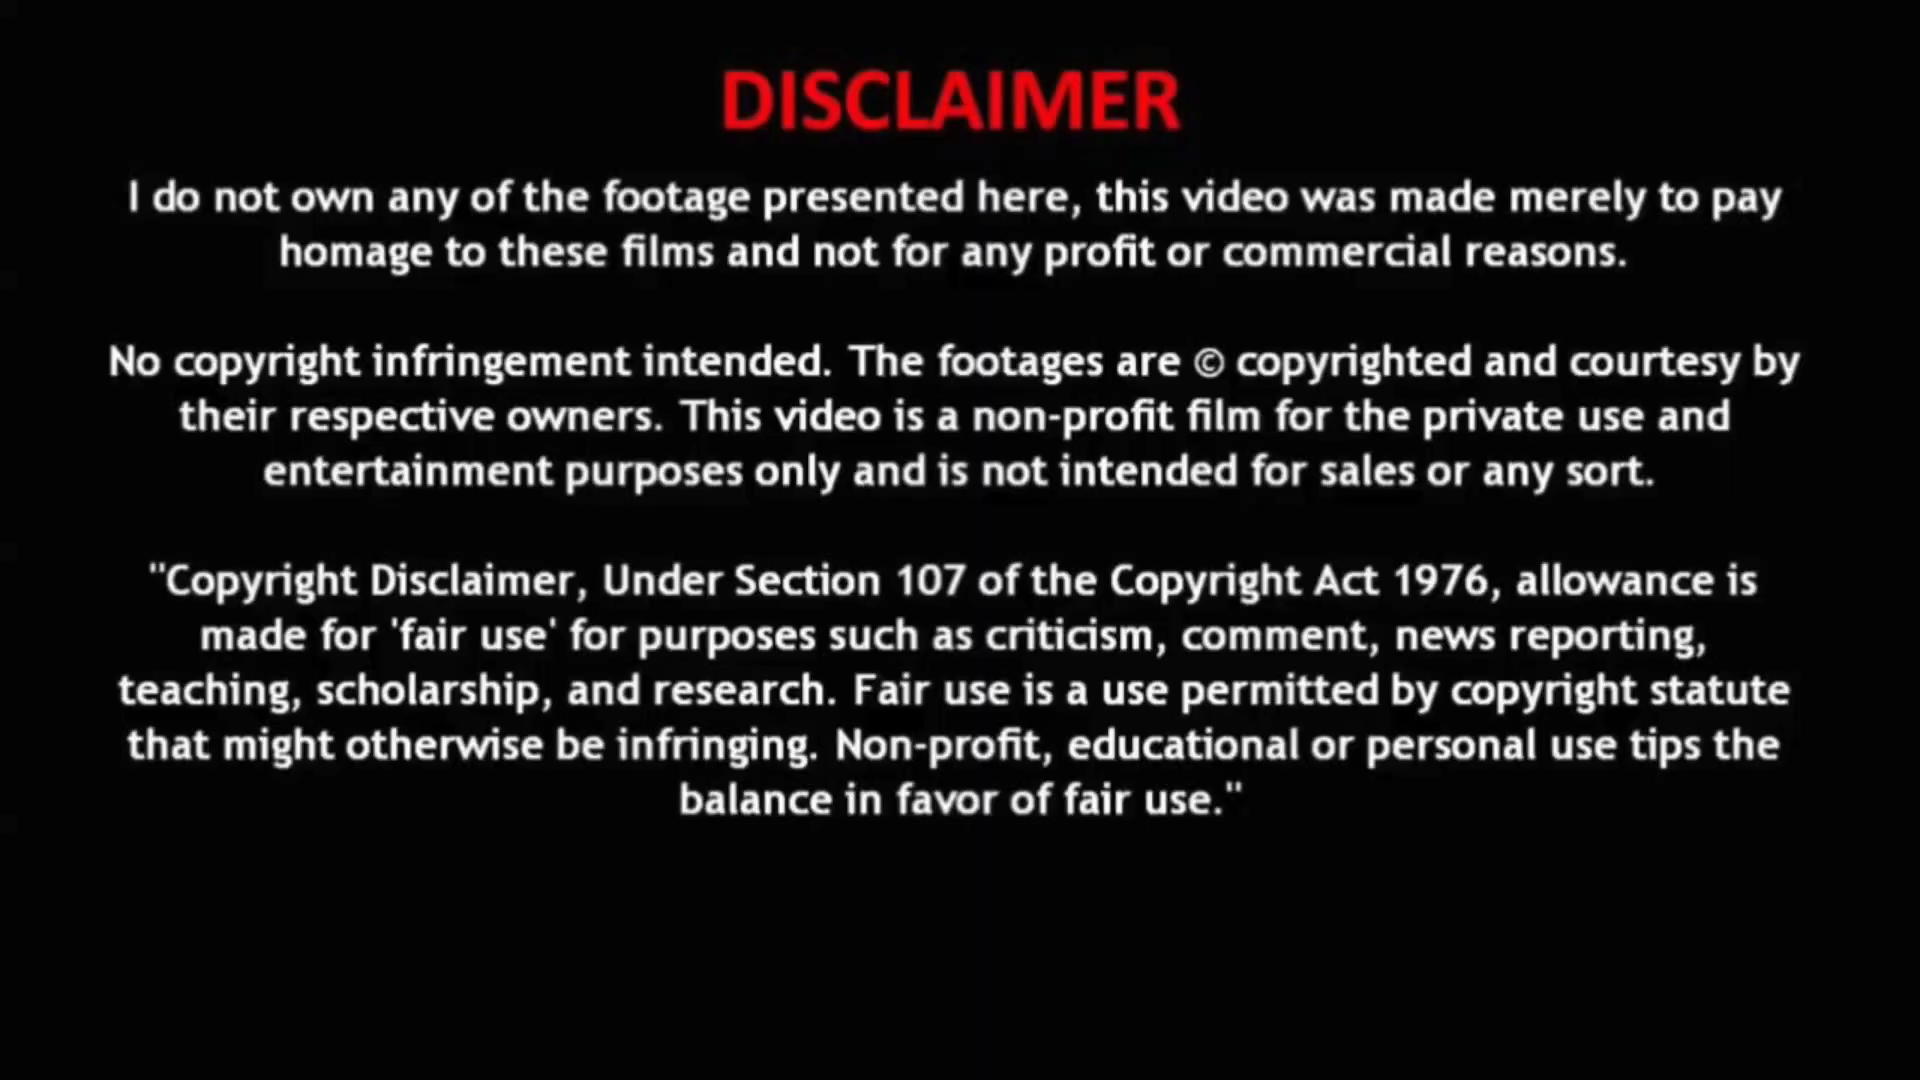 DISCLAIMER
I do not own any of the footage presented here, this video was made merely to pay
homage to these films and not for any profit or commercial reasons.
No copyright infringement intended. The footages are © copyrighted and courtesy by
their respective owners. This video is a non-profit film for the private use and
entertainment purposes only and is not intended for sales or any sort.
"Copyright Disclaimer, Under Section 107 of the Copyright Act 1976, allowance is
made for 'fair use' for purposes such as criticism, comment, news reporting,
teaching, scholarship, and research. Fair use is a use permitted by copyright statute
that might otherwise be infringing. Non-profit, educational or personal use tips the
balance in favor of fair use."